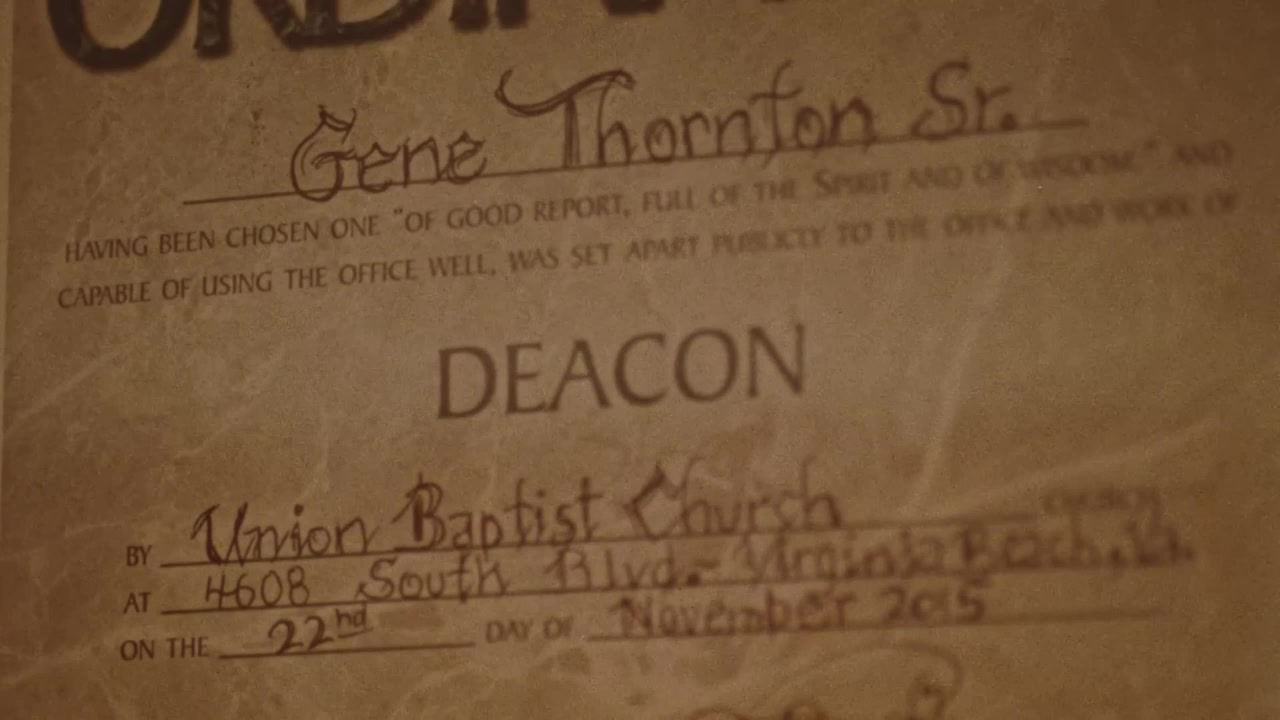 Gene Thornton Sr.
HAVING BEEN CHOSEN ONE "OF GOOD REPORT, FULL OF THE SPIRIT AND OF WISDOM," AND
CAPABLE OF USING THE OFFICE WELL, WAS SET APART PUBLICLY TO THE OFFICE AND WORK OF
DEACON
BY Union Baptist Church CHURCH
AT 4608 South Blvd. - Virginia Beach, Va.
ON THE 22nd DAY OF November 2015